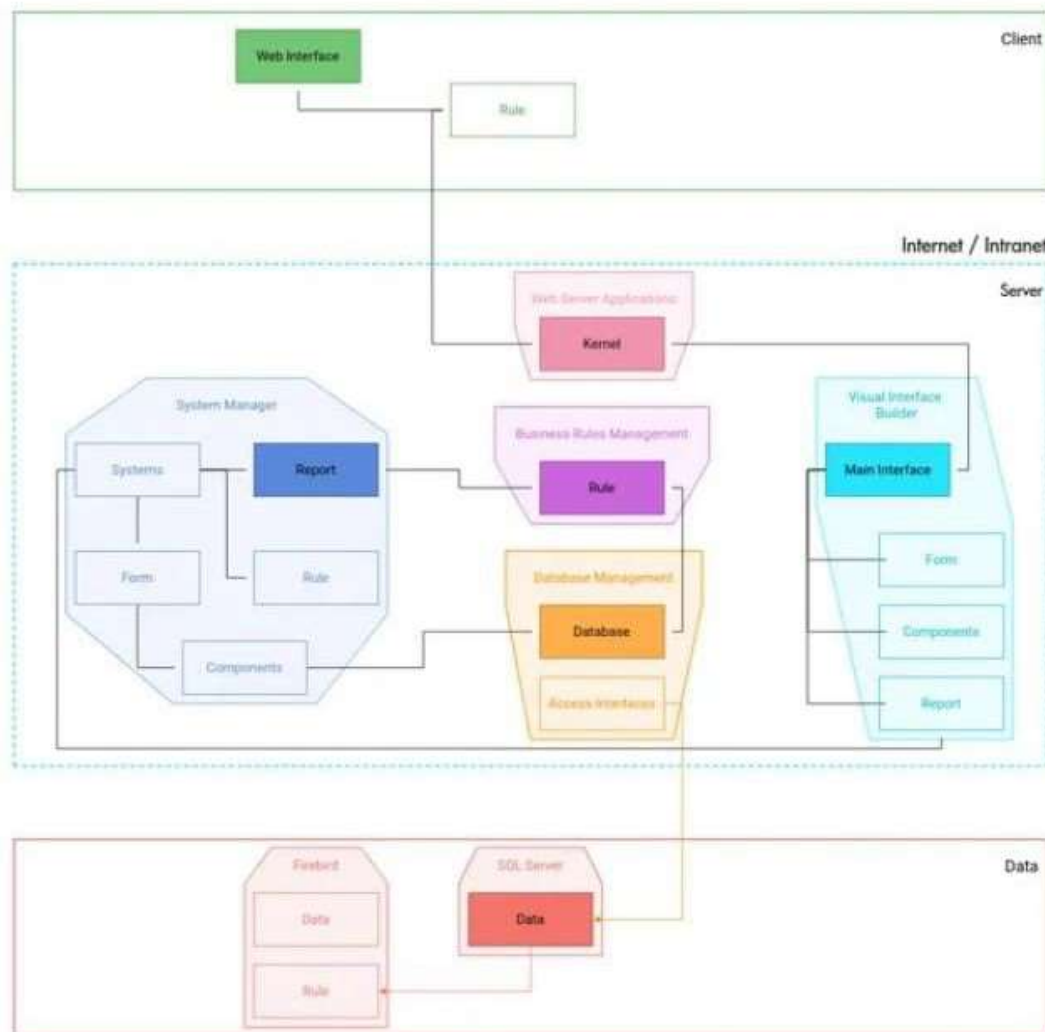 Client
Web Interface
Rule
Internet / Intranet
Server
Web Server Applications
Kernel
System Manager
Systems
Report
Form
Rule
Components
Business Rules Management
Rule
Database Management
Database
Access Interfaces
Visual Interface
Builder
Main Interface
Form
Components
Report
Data
Firebird
Data
Rule
SQL Server
Data